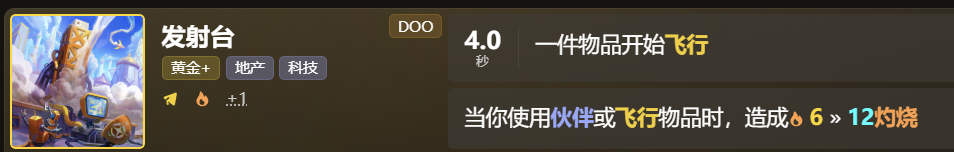 发射台
DOO
黄金+ 地产 科技
+1
4.0
秒
一件物品开始飞行
当你使用伙伴或飞行物品时，造成6 » 12灼烧